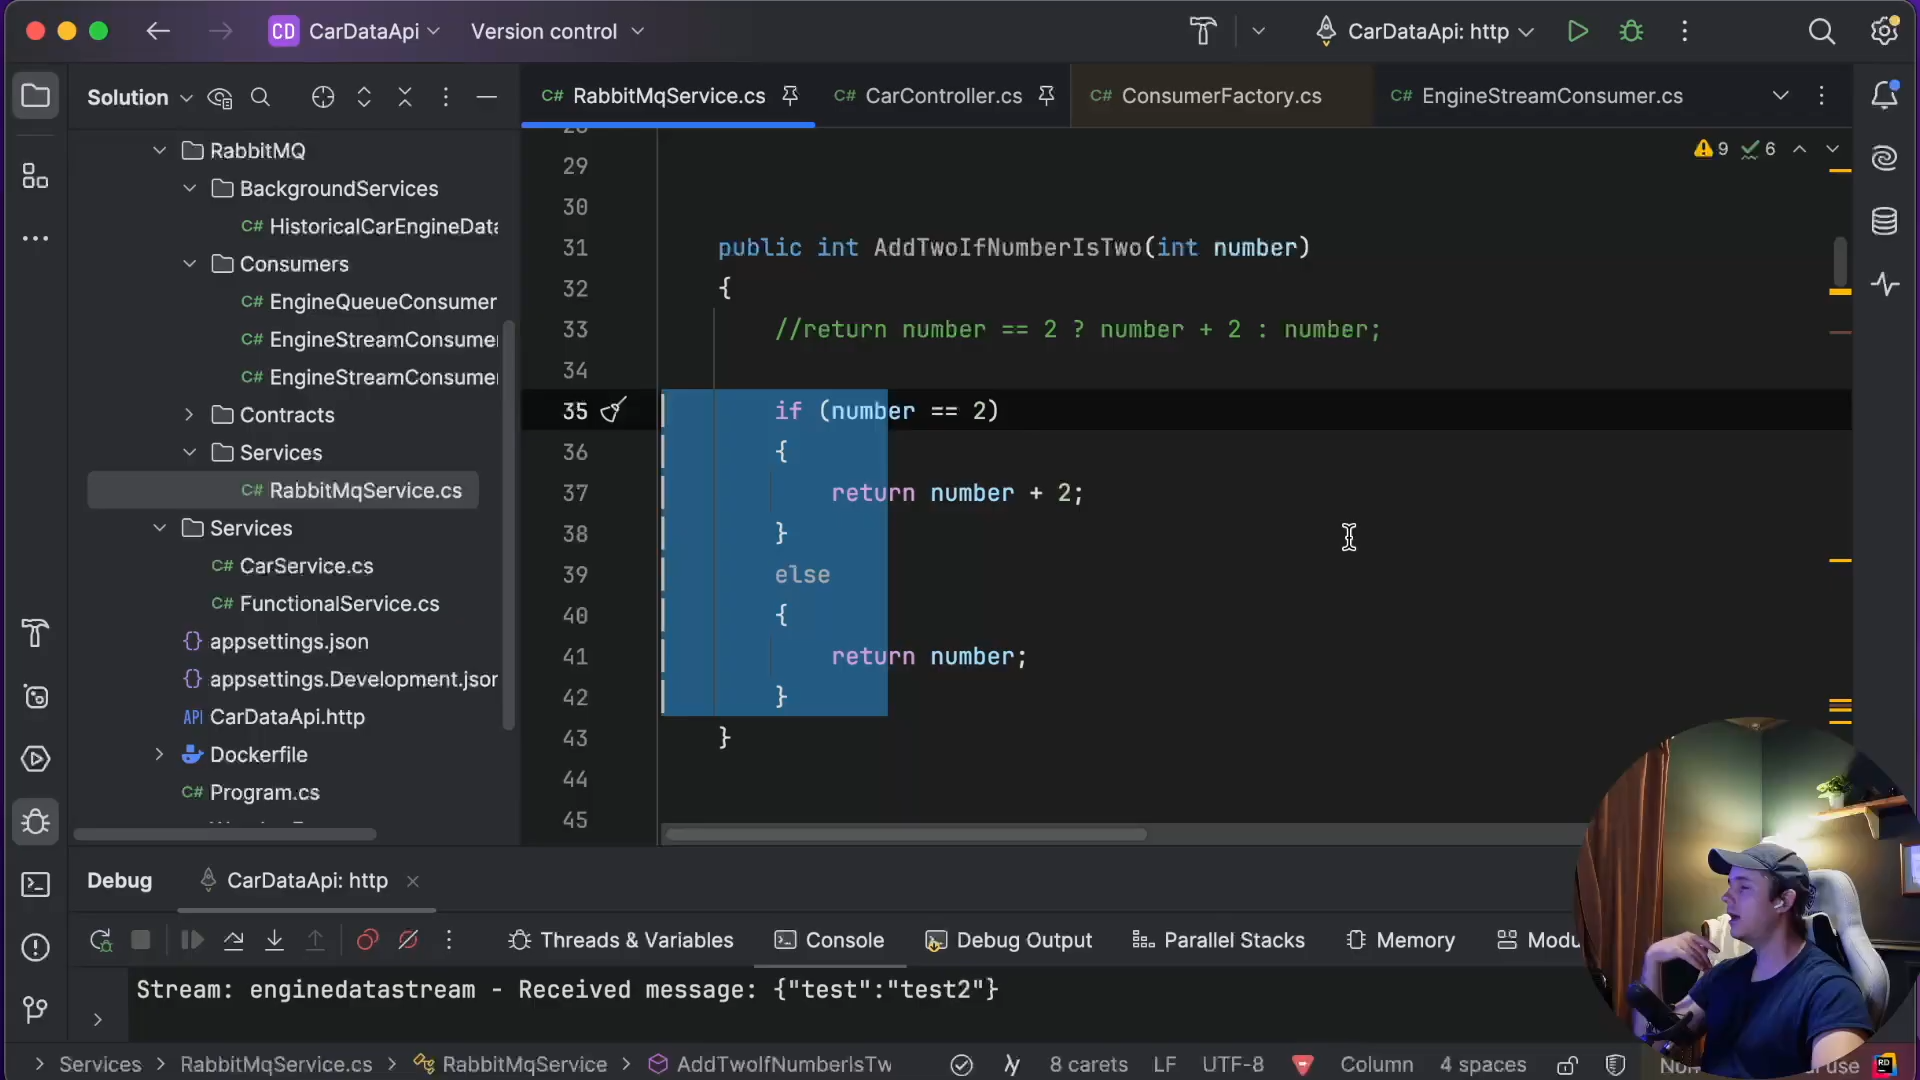 CD CarDataApi Version control CarDataApi: http
Solution
C# RabbitMqService.cs C# CarController.cs C# ConsumerFactory.cs C# EngineStreamConsumer.cs
9 6
RabbitMQ
BackgroundServices
C# HistoricalCarEngineData
Consumers
C# EngineQueueConsumer
C# EngineStreamConsume
C# EngineStreamConsume
Contracts
Services
C# RabbitMqService.cs
Services
C# CarService.cs
C# FunctionalService.cs
{} appsettings.json
{} appsettings.Development.json
API CarDataApi.http
Dockerfile
C# Program.cs
29
30
31 public int AddTwoIfNumberIsTwo(int number)
32 {
33 //return number == 2 ? number + 2 : number;
34
35 if (number == 2)
36 {
37 return number + 2;
38 }
39 else
40 {
41 return number;
42 }
43 }
44
45
Debug CarDataApi: http
Threads & Variables Console Debug Output Parallel Stacks Memory Modu
Stream: enginedatastream - Received message: {"test":"test2"}
Services RabbitMqService.cs RabbitMqService AddTwoIfNumberIsTw 8 carets LF UTF-8 Column 4 spaces